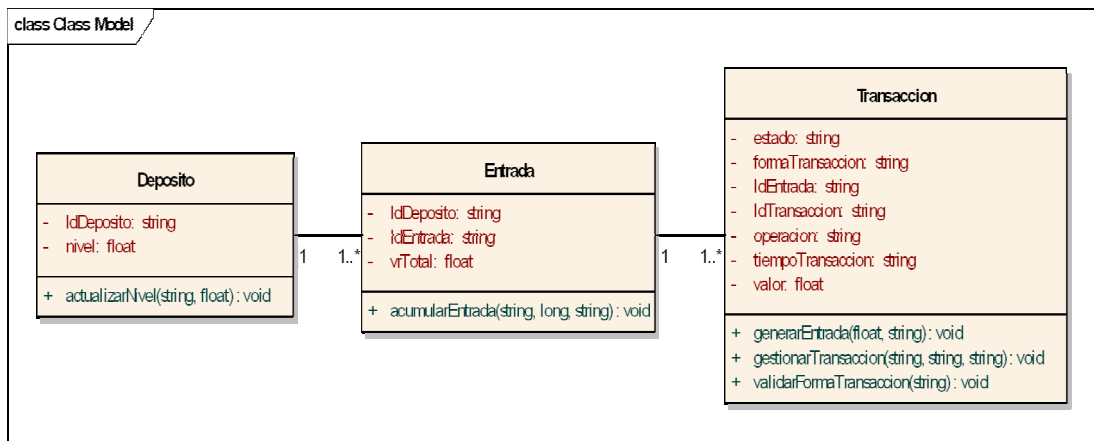 class Class Model
Deposito
- IdDeposito: string
- nivel: float
+ actualizarNivel(string, float) : void
1
1..*
Entrada
- IdDeposito: string
- IdEntrada: string
- vrTotal: float
+ acumularEntrada(string, long, string) : void
1
1..*
Transaccion
- estado: string
- formaTransaccion: string
- IdEntrada: string
- IdTransaccion: string
- operacion: string
- tiempoTransaccion: string
- valor: float
+ generarEntrada(float, string) : void
+ gestionarTransaccion(string, string, string) : void
+ validarFormaTransaccion(string) : void